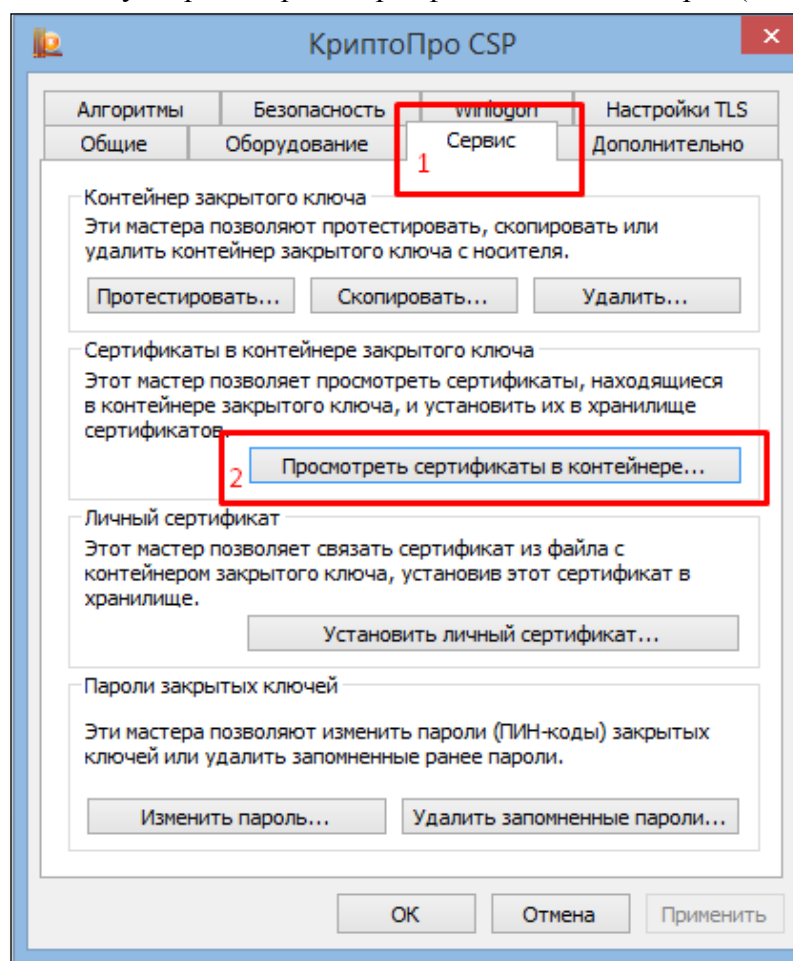 КриптоПро CSP
×
Алгоритмы Безопасность Winlogon Настройки TLS
Общие Оборудование Сервис Дополнительно
1
Контейнер закрытого ключа
Эти мастера позволяют протестировать, скопировать или
удалить контейнер закрытого ключа с носителя.
Протестировать... Скопировать... Удалить...
Сертификаты в контейнере закрытого ключа
Этот мастер позволяет просмотреть сертификаты, находящиеся
в контейнере закрытого ключа, и установить их в хранилище
сертификатов.
2 Просмотреть сертификаты в контейнере...
Личный сертификат
Этот мастер позволяет связать сертификат из файла с
контейнером закрытого ключа, установив этот сертификат в
хранилище.
Установить личный сертификат...
Пароли закрытых ключей
Эти мастера позволяют изменить пароли (ПИН-коды) закрытых
ключей или удалить запомненные ранее пароли.
Изменить пароль... Удалить запомненные пароли...
ОК Отмена Применить